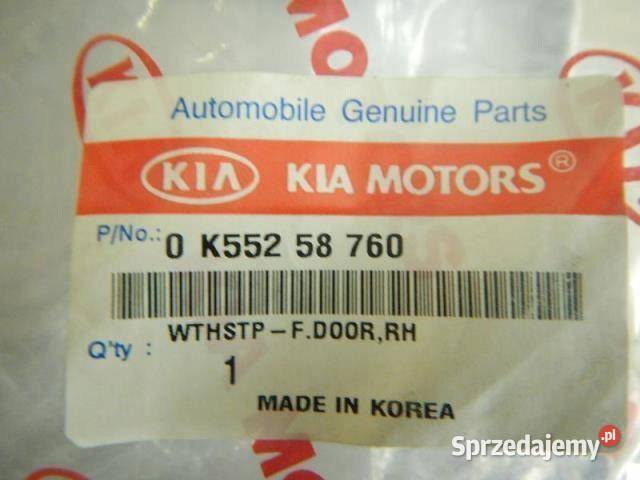 Automobile Genuine Parts
KIA KIA MOTORS®
P/No.: 0 K552 58 760
WTHSTP-F.DOOR,RH
Q'ty : 1
MADE IN KOREA
Sprzedajemy.pl